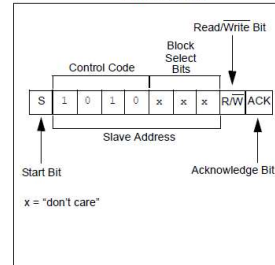 Read/Write Bit
Block
Select
Bits
Control Code
S 1 0 1 0 x x x R/W ACK
Slave Address
Start Bit
Acknowledge Bit
x = “don’t care”